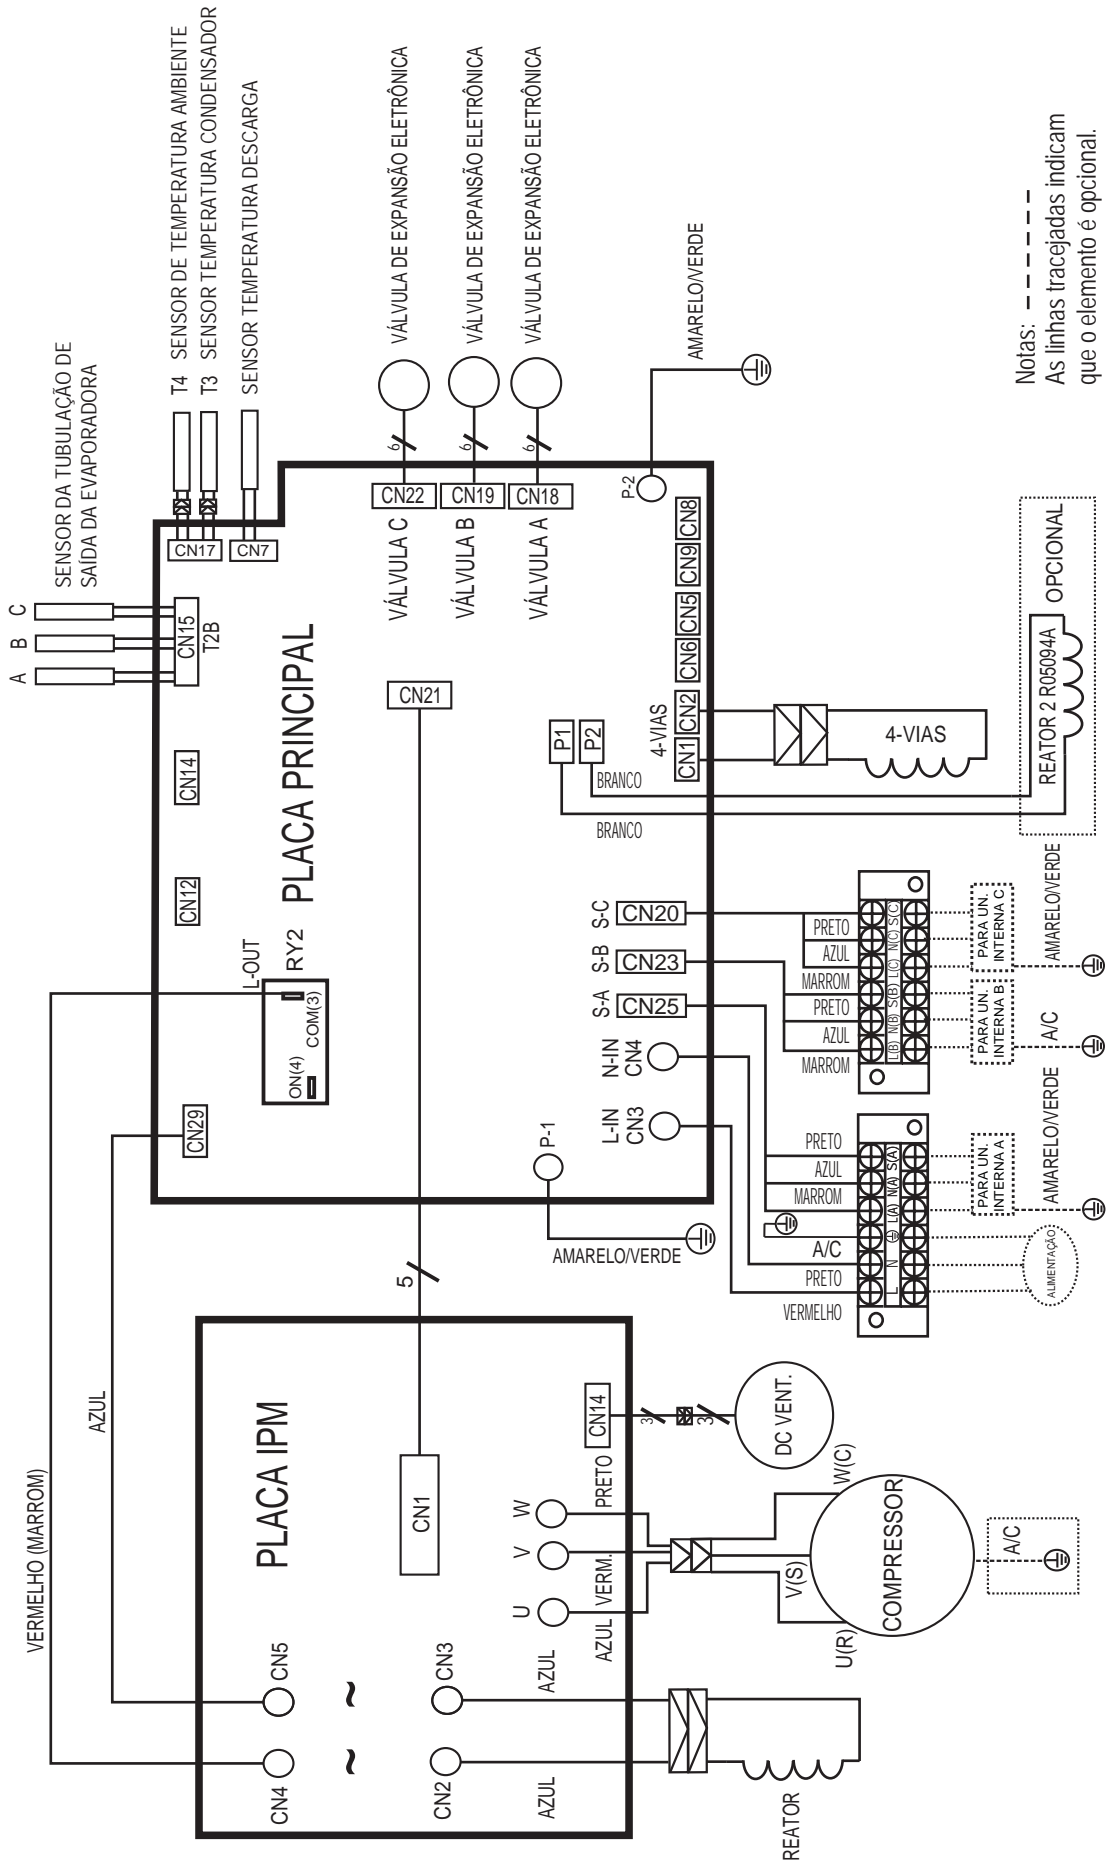 VERMELHO (MARROM)
AZUL
PLACA IPM
CN4
CN5
~
~
CN2
CN3
AZUL
AZUL
CN1
U
V
W
AZUL
VERM.
PRETO
CN14
3
3
DC VENT.
REATOR
U(R)
V(S)
W(C)
COMPRESSOR
A/C
5
PLACA PRINCIPAL
CN29
L-OUT
RY2
ON(4)
COM(3)
CN12
CN14
A
B
C
SENSOR DA TUBULAÇÃO DE
SAÍDA DA EVAPORADORA
CN15
T2B
CN17
CN7
T4 SENSOR DE TEMPERATURA AMBIENTE
T3 SENSOR TEMPERATURA CONDENSADOR
SENSOR TEMPERATURA DESCARGA
CN21
CN22
VÁLVULA C
6
VÁLVULA DE EXPANSÃO ELETRÔNICA
CN19
VÁLVULA B
6
VÁLVULA DE EXPANSÃO ELETRÔNICA
CN18
VÁLVULA A
6
VÁLVULA DE EXPANSÃO ELETRÔNICA
P-1
AMARELO/VERDE
L-IN
CN3
N-IN
CN4
S-A
CN25
S-B
CN23
S-C
CN20
P1
P2
BRANCO
BRANCO
4-VIAS
CN1
CN2
CN6
CN5
CN9
CN8
P-2
AMARELO/VERDE
4-VIAS
REATOR 2 R05094A
OPCIONAL
VERMELHO
PRETO
A/C
MARROM
AZUL
PRETO
L
N
L(A)
N(A)
S(A)
ALIMENTAÇÃO
PARA UN.
INTERNA A
AMARELO/VERDE
MARROM
AZUL
PRETO
MARROM
AZUL
PRETO
L(B)
N(B)
S(B)
L(C)
N(C)
S(C)
PARA UN.
INTERNA B
A/C
PARA UN.
INTERNA C
AMARELO/VERDE
Notas:
As linhas tracejadas indicam
que o elemento é opcional.